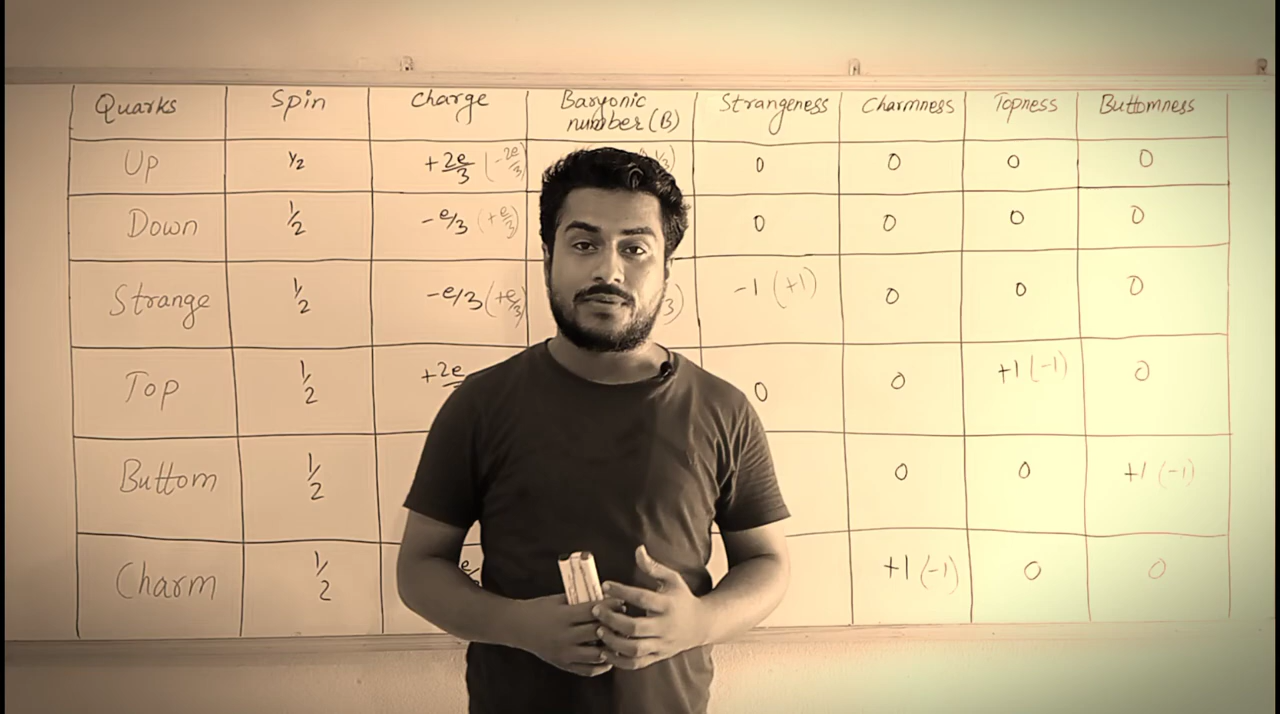 Quarks Spin Charge Baryonic number (B) Strangeness Charmness Topness Buttomness
Up 1/2 +2e/3 (-2e/3) 0 0 0 0
Down 1/2 -e/3 (+e/3) 0 0 0 0
Strange 1/2 -e/3 (+e/3) -1 (+1) 0 0 0
Top 1/2 +2e 0 0 +1 (-1) 0
Buttom 1/2 0 0 +1 (-1)
Charm 1/2 +1 (-1) 0 0